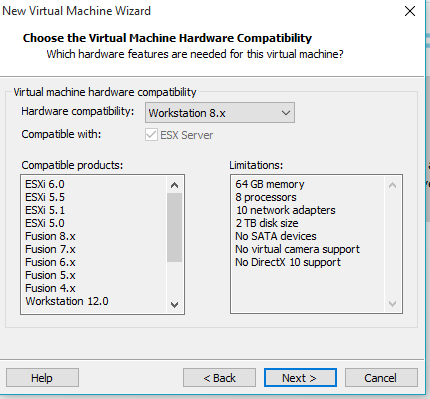 New Virtual Machine Wizard
Choose the Virtual Machine Hardware Compatibility
Which hardware features are needed for this virtual machine?
Virtual machine hardware compatibility
Hardware compatibility:
Workstation 8.x
Compatible with:
ESX Server
Compatible products:
ESXi 6.0
ESXi 5.5
ESXi 5.1
ESXi 5.0
Fusion 8.x
Fusion 7.x
Fusion 6.x
Fusion 5.x
Fusion 4.x
Workstation 12.0
Limitations:
64 GB memory
8 processors
10 network adapters
2 TB disk size
No SATA devices
No virtual camera support
No DirectX 10 support
Help
< Back
Next >
Cancel